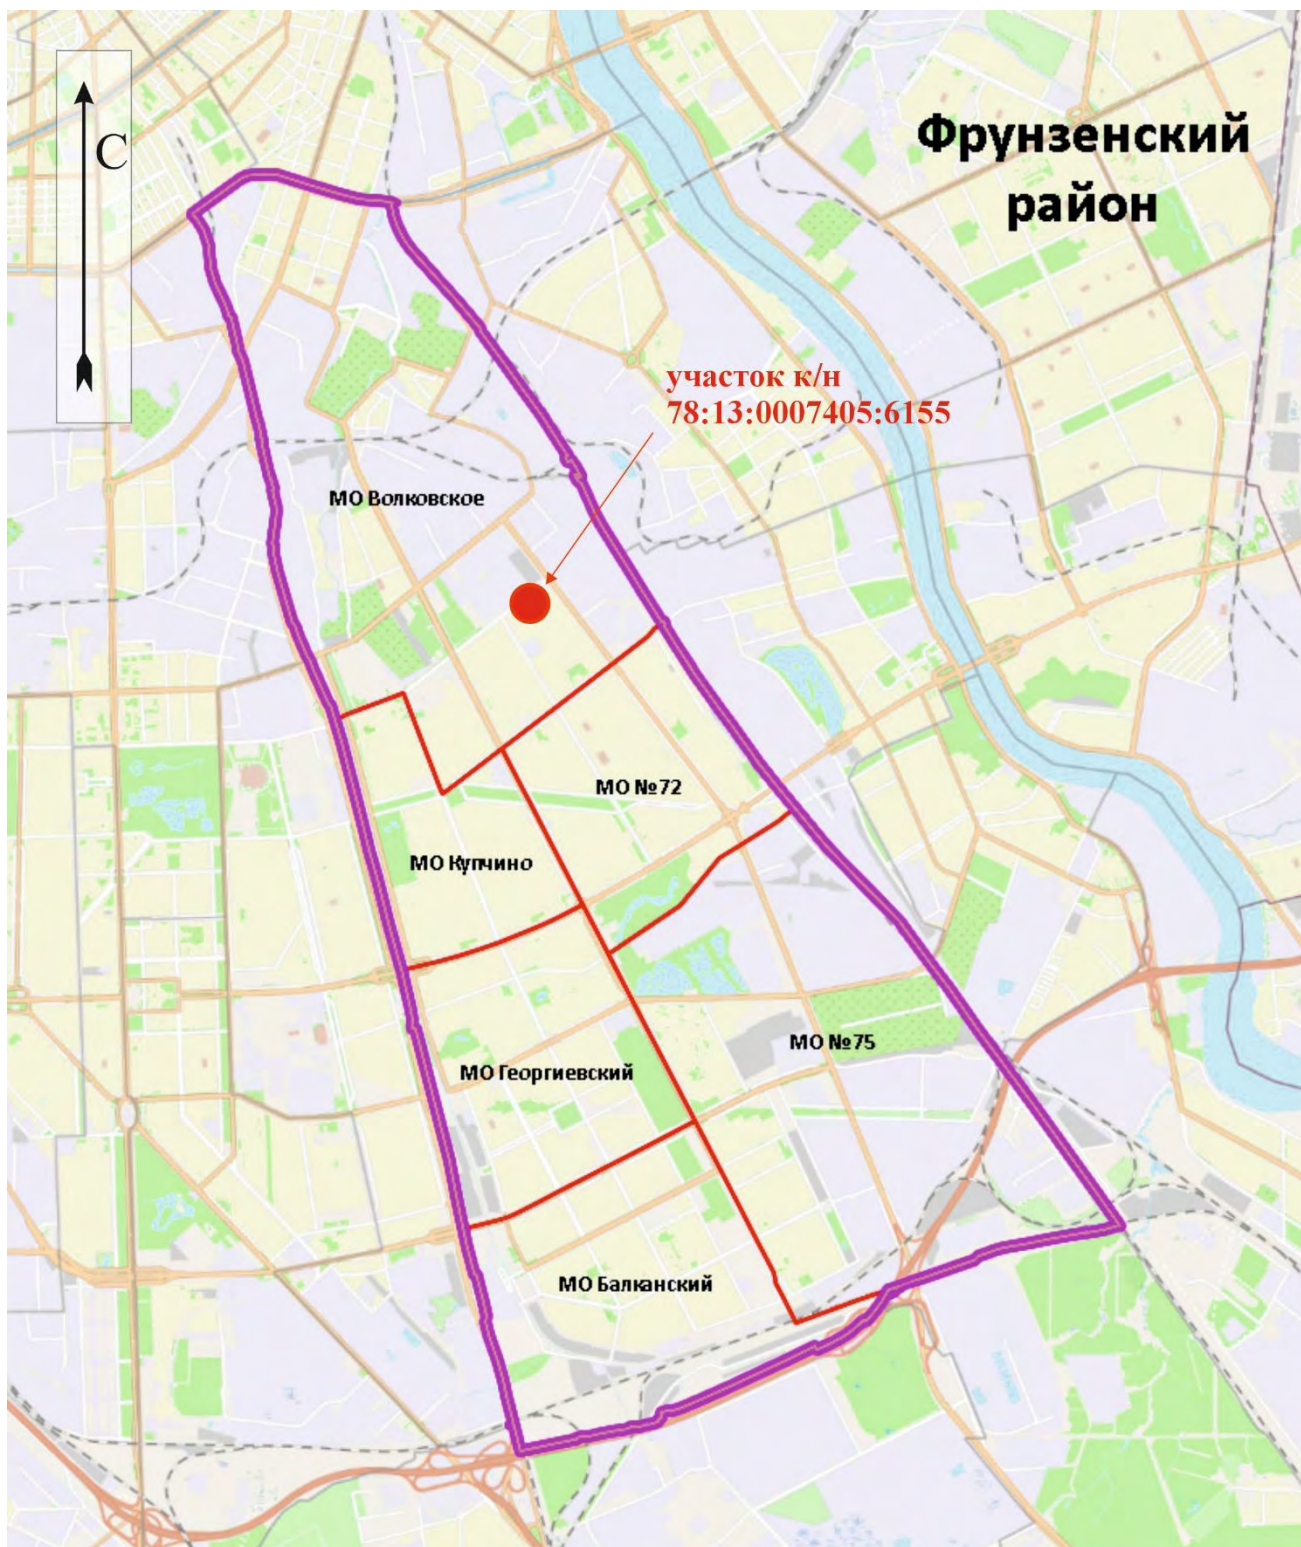 С
Фрунзенский
район
участок к/н
78:13:0007405:6155
МО Волковское
МО №72
МО Купчино
МО №75
МО Георгиевский
МО Балканский